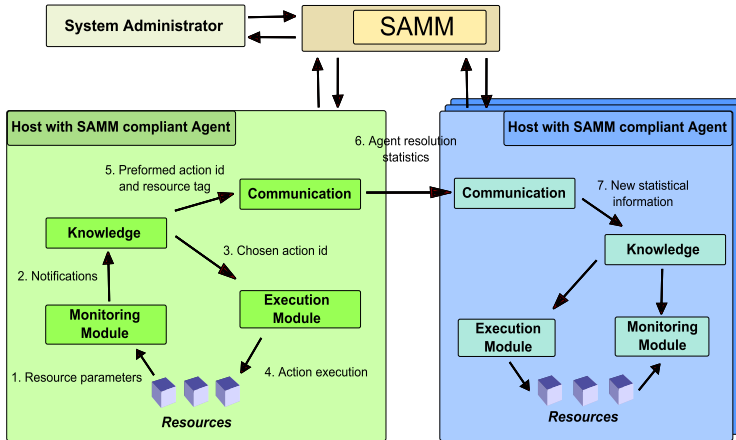 System Administrator
SAMM
Host with SAMM compliant Agent
Host with SAMM compliant Agent
6. Agent resolution
statistics
5. Preformed action id
and resource tag
Communication
Communication
7. New statistical
information
Knowledge
3. Chosen action id
Knowledge
2. Notifications
Monitoring
Module
Execution
Module
Execution
Module
Monitoring
Module
1. Resource parameters
4. Action execution
Resources
Resources